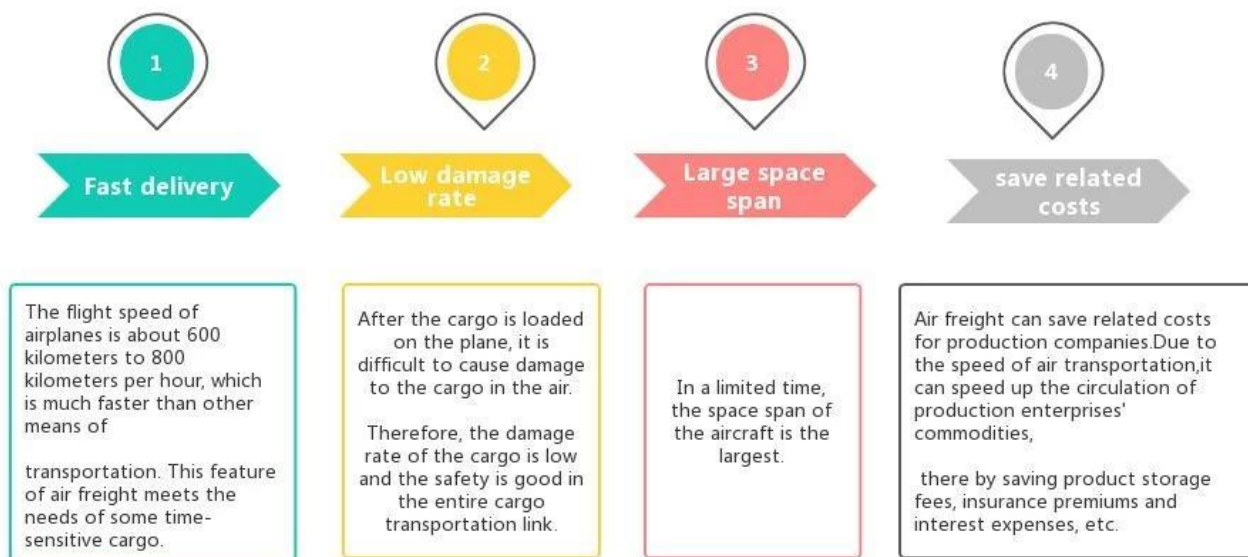 1
Fast delivery
The flight speed of
airplanes is about 600
kilometers to 800
kilometers per hour, which
is much faster than other
means of
transportation. This feature
of air freight meets the
needs of some time-
sensitive cargo.
2
Low damage
rate
After the cargo is loaded
on the plane, it is
difficult to cause damage
to the cargo in the air.
Therefore, the damage
rate of the cargo is low
and the safety is good in
the entire cargo
transportation link.
3
Large space
span
In a limited time,
the space span of
the aircraft is the
largest.
4
save related
costs
Air freight can save related costs
for production companies.Due to
the speed of air transportation,it
can speed up the circulation of
production enterprises'
commodities,
there by saving product storage
fees, insurance premiums and
interest expenses, etc.